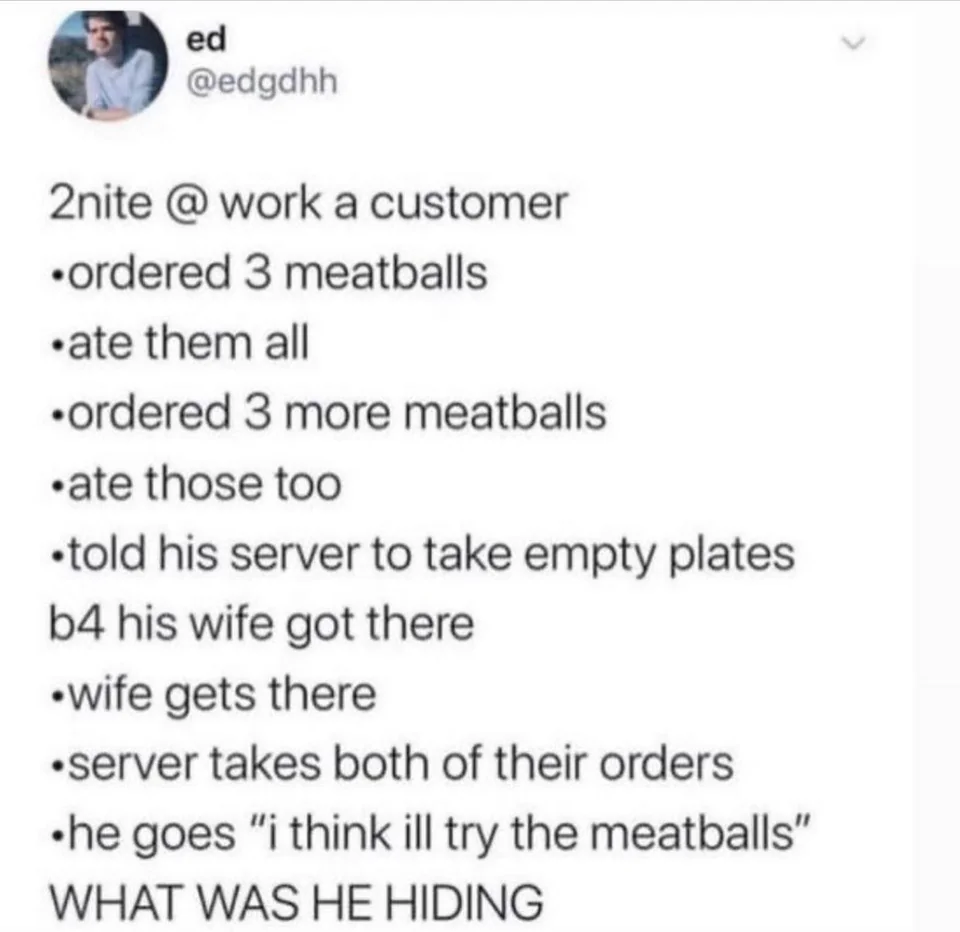 ed
@edgdhh
2nite @ work a customer
•ordered 3 meatballs
•ate them all
•ordered 3 more meatballs
•ate those too
•told his server to take empty plates
b4 his wife got there
•wife gets there
•server takes both of their orders
•he goes "i think ill try the meatballs"
WHAT WAS HE HIDING